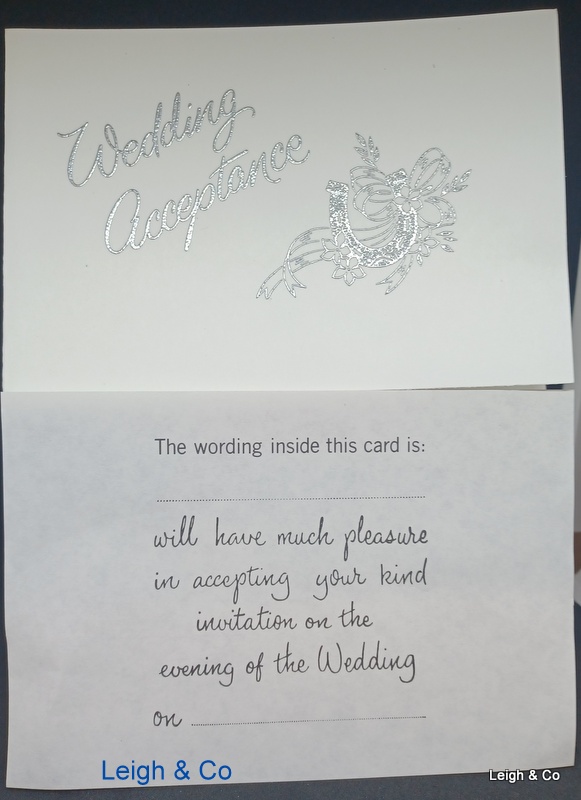 Wedding
Acceptance
The wording inside this card is:
will have much pleasure
in accepting your kind
invitation on the
evening of the Wedding
on
Leigh & Co
Leigh & Co